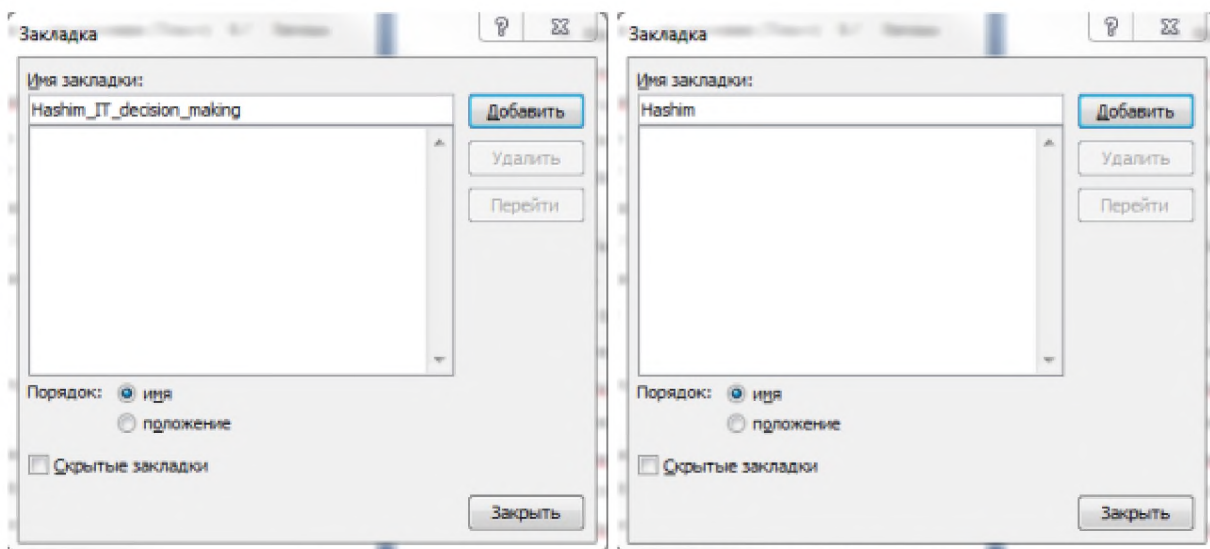 Закладка
Имя закладки:
Hashim_IT_decision_making
Добавить
Удалить
Перейти
Порядок:
имя
положение
Скрытые закладки
Закрыть
Закладка
Имя закладки:
Hashim
Добавить
Удалить
Перейти
Порядок:
имя
положение
Скрытые закладки
Закрыть